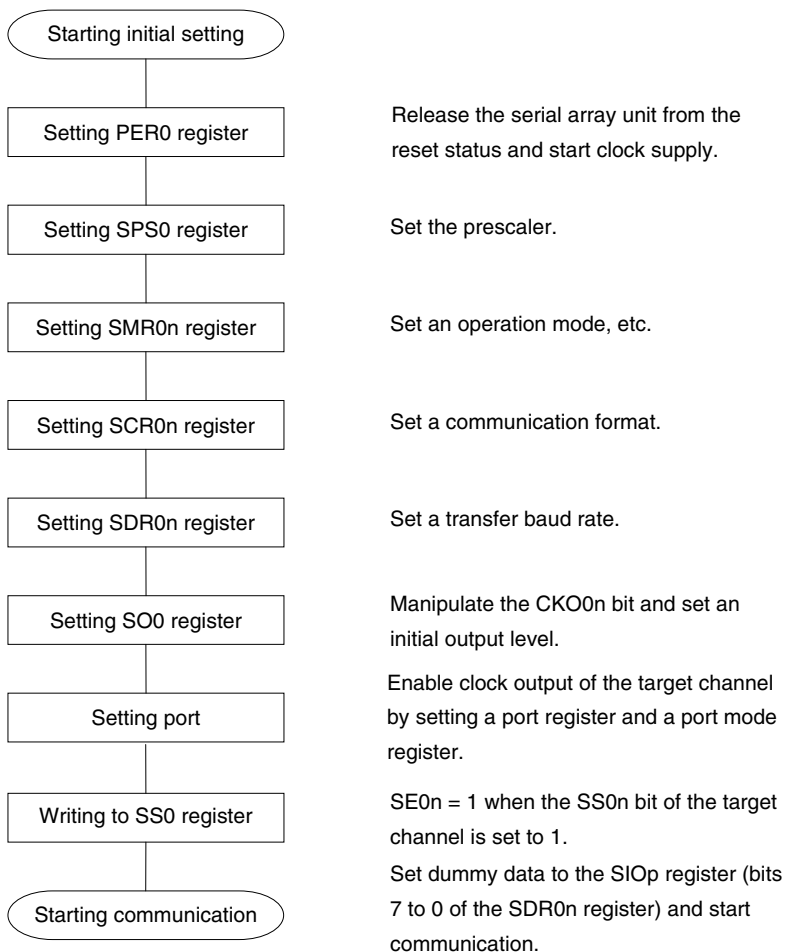 Starting initial setting
Setting PER0 register
Release the serial array unit from the
reset status and start clock supply.
Setting SPS0 register
Set the prescaler.
Setting SMR0n register
Set an operation mode, etc.
Setting SCR0n register
Set a communication format.
Setting SDR0n register
Set a transfer baud rate.
Setting SO0 register
Manipulate the CKO0n bit and set an
initial output level.
Setting port
Enable clock output of the target channel
by setting a port register and a port mode
register.
Writing to SS0 register
SE0n = 1 when the SS0n bit of the target
channel is set to 1.
Starting communication
Set dummy data to the SIOp register (bits
7 to 0 of the SDR0n register) and start
communication.